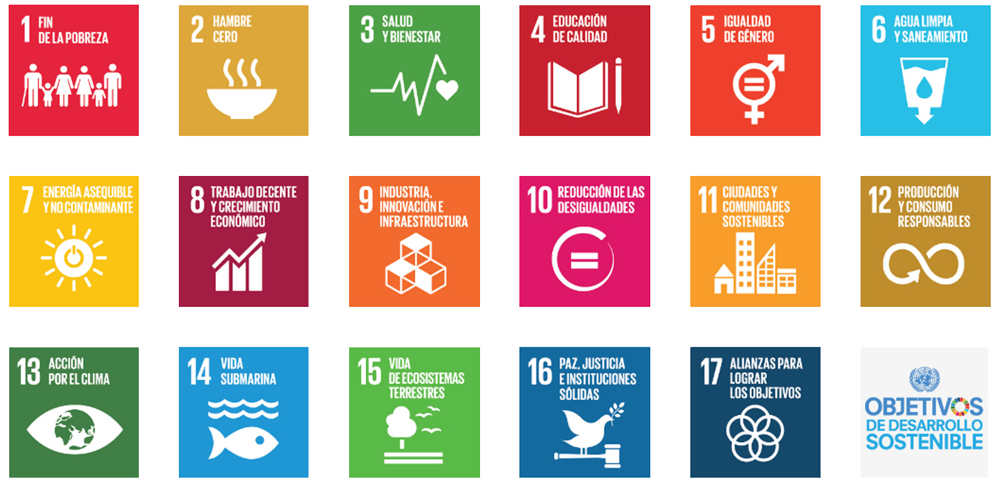 1 FIN
DE LA POBREZA
2 HAMBRE
CERO
3 SALUD
Y BIENESTAR
4 EDUCACIÓN
DE CALIDAD
5 IGUALDAD
DE GÉNERO
6 AGUA LIMPIA
Y SANEAMIENTO
7 ENERGÍA ASEQUIBLE
Y NO CONTAMINANTE
8 TRABAJO DECENTE
Y CRECIMIENTO
ECONÓMICO
9 INDUSTRIA,
INNOVACIÓN E
INFRAESTRUCTURA
10 REDUCCIÓN DE LAS
DESIGUALDADES
11 CIUDADES Y
COMUNIDADES
SOSTENIBLES
12 PRODUCCIÓN
Y CONSUMO
RESPONSABLES
13 ACCIÓN
POR EL CLIMA
14 VIDA
SUBMARINA
15 VIDA
DE ECOSISTEMAS
TERRESTRES
16 PAZ, JUSTICIA
E INSTITUCIONES
SÓLIDAS
17 ALIANZAS PARA
LOGRAR
LOS OBJETIVOS
OBJETIVOS
DE DESARROLLO
SOSTENIBLE